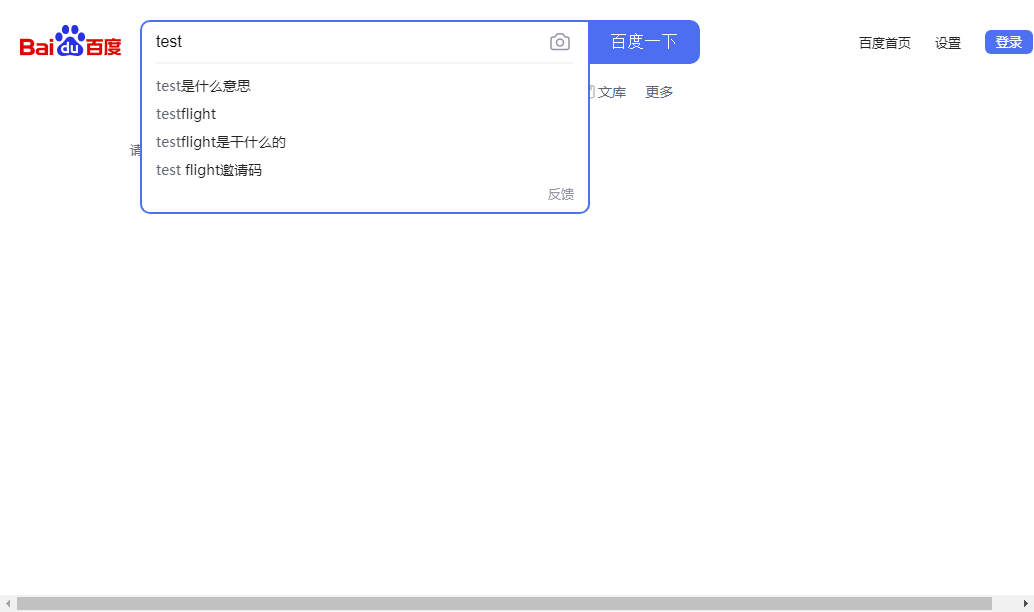 Bai du 百度
test
百度一下
百度首页
设置
登录
test是什么意思
文库
更多
testflight
testflight是干什么的
请
test flight邀请码
反馈